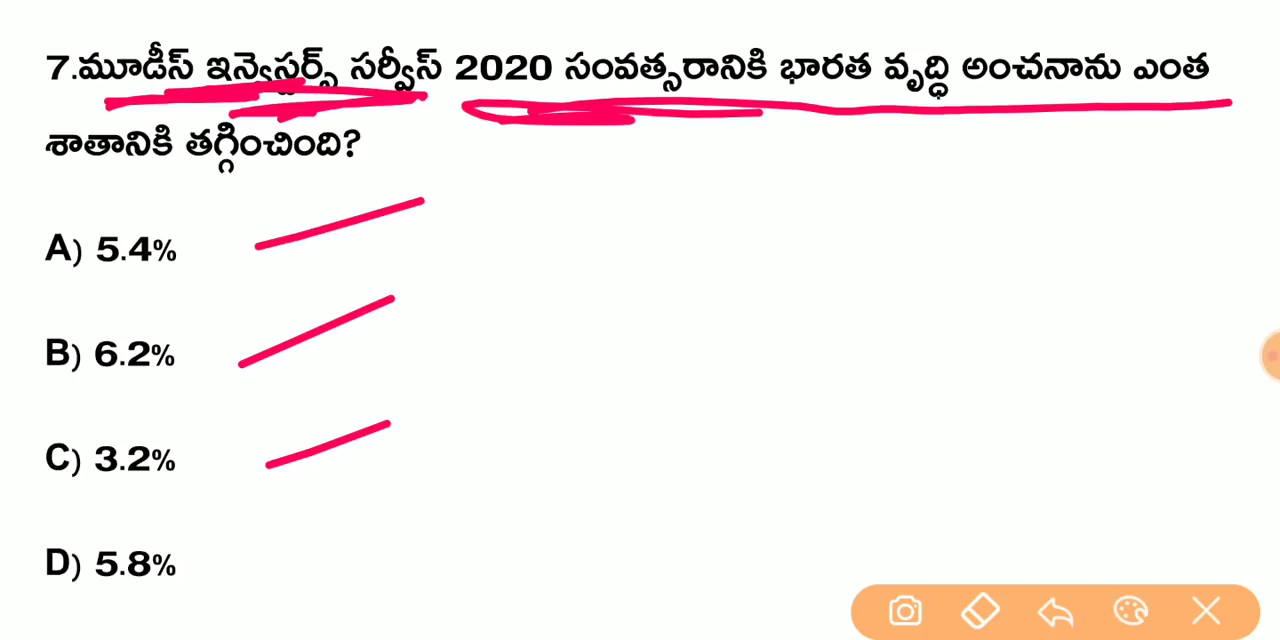 7.మూడీస్ ఇన్వెస్టర్స్ సర్వీస్ 2020 సంవత్సరానికి భారత వృద్ధి అంచనాను ఎంత
శాతానికి తగ్గించింది?
A) 5.4%
B) 6.2%
C) 3.2%
D) 5.8%